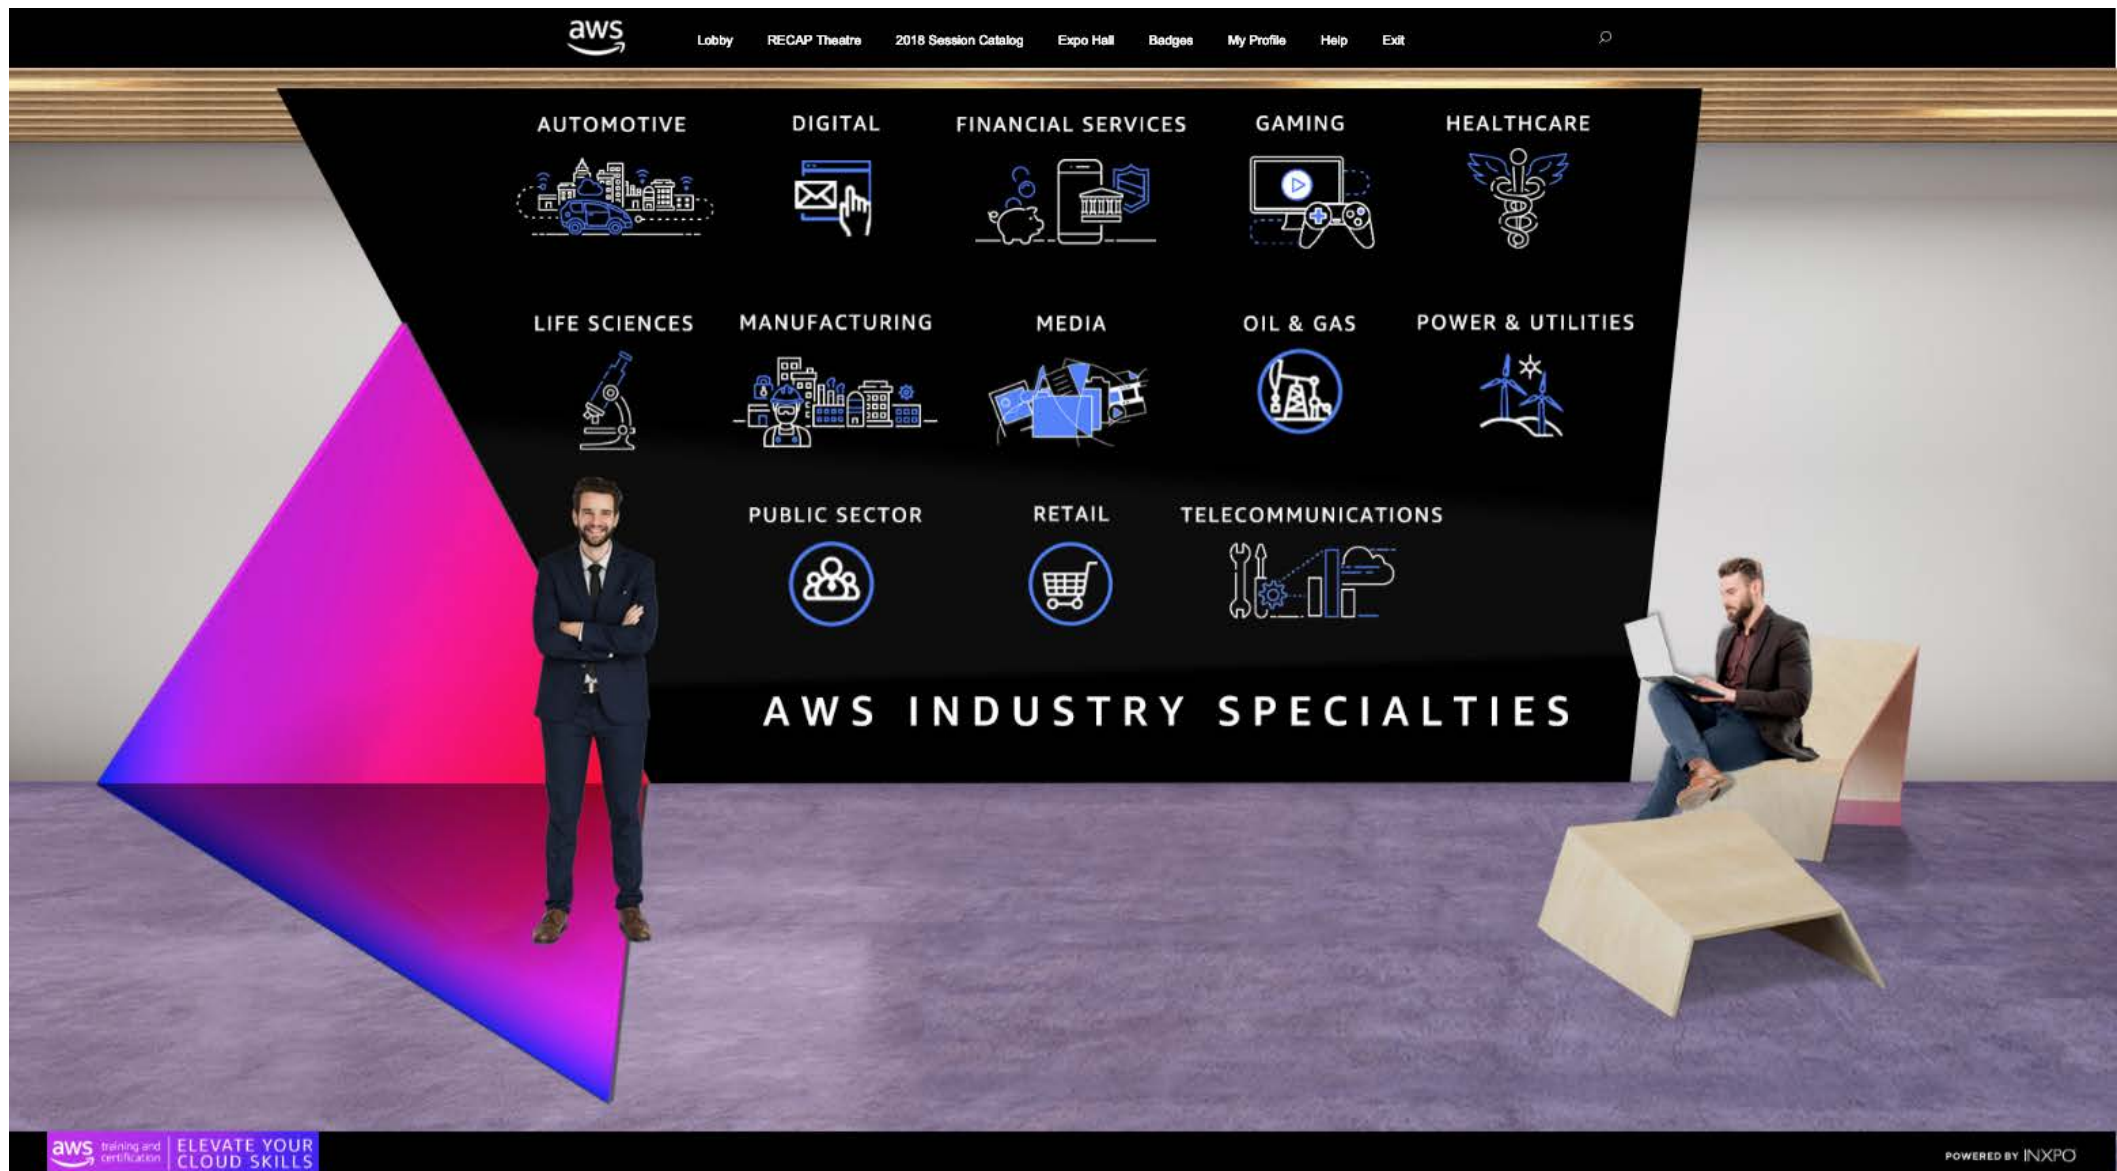 aws
Lobby RECAP Theatre 2018 Session Catalog Expo Hall Badges My Profile Help Exit
AUTOMOTIVE DIGITAL FINANCIAL SERVICES GAMING HEALTHCARE
LIFE SCIENCES MANUFACTURING MEDIA OIL & GAS POWER & UTILITIES
PUBLIC SECTOR RETAIL TELECOMMUNICATIONS
AWS INDUSTRY SPECIALTIES
aws training and certification
ELEVATE YOUR
CLOUD SKILLS
POWERED BY INXPO